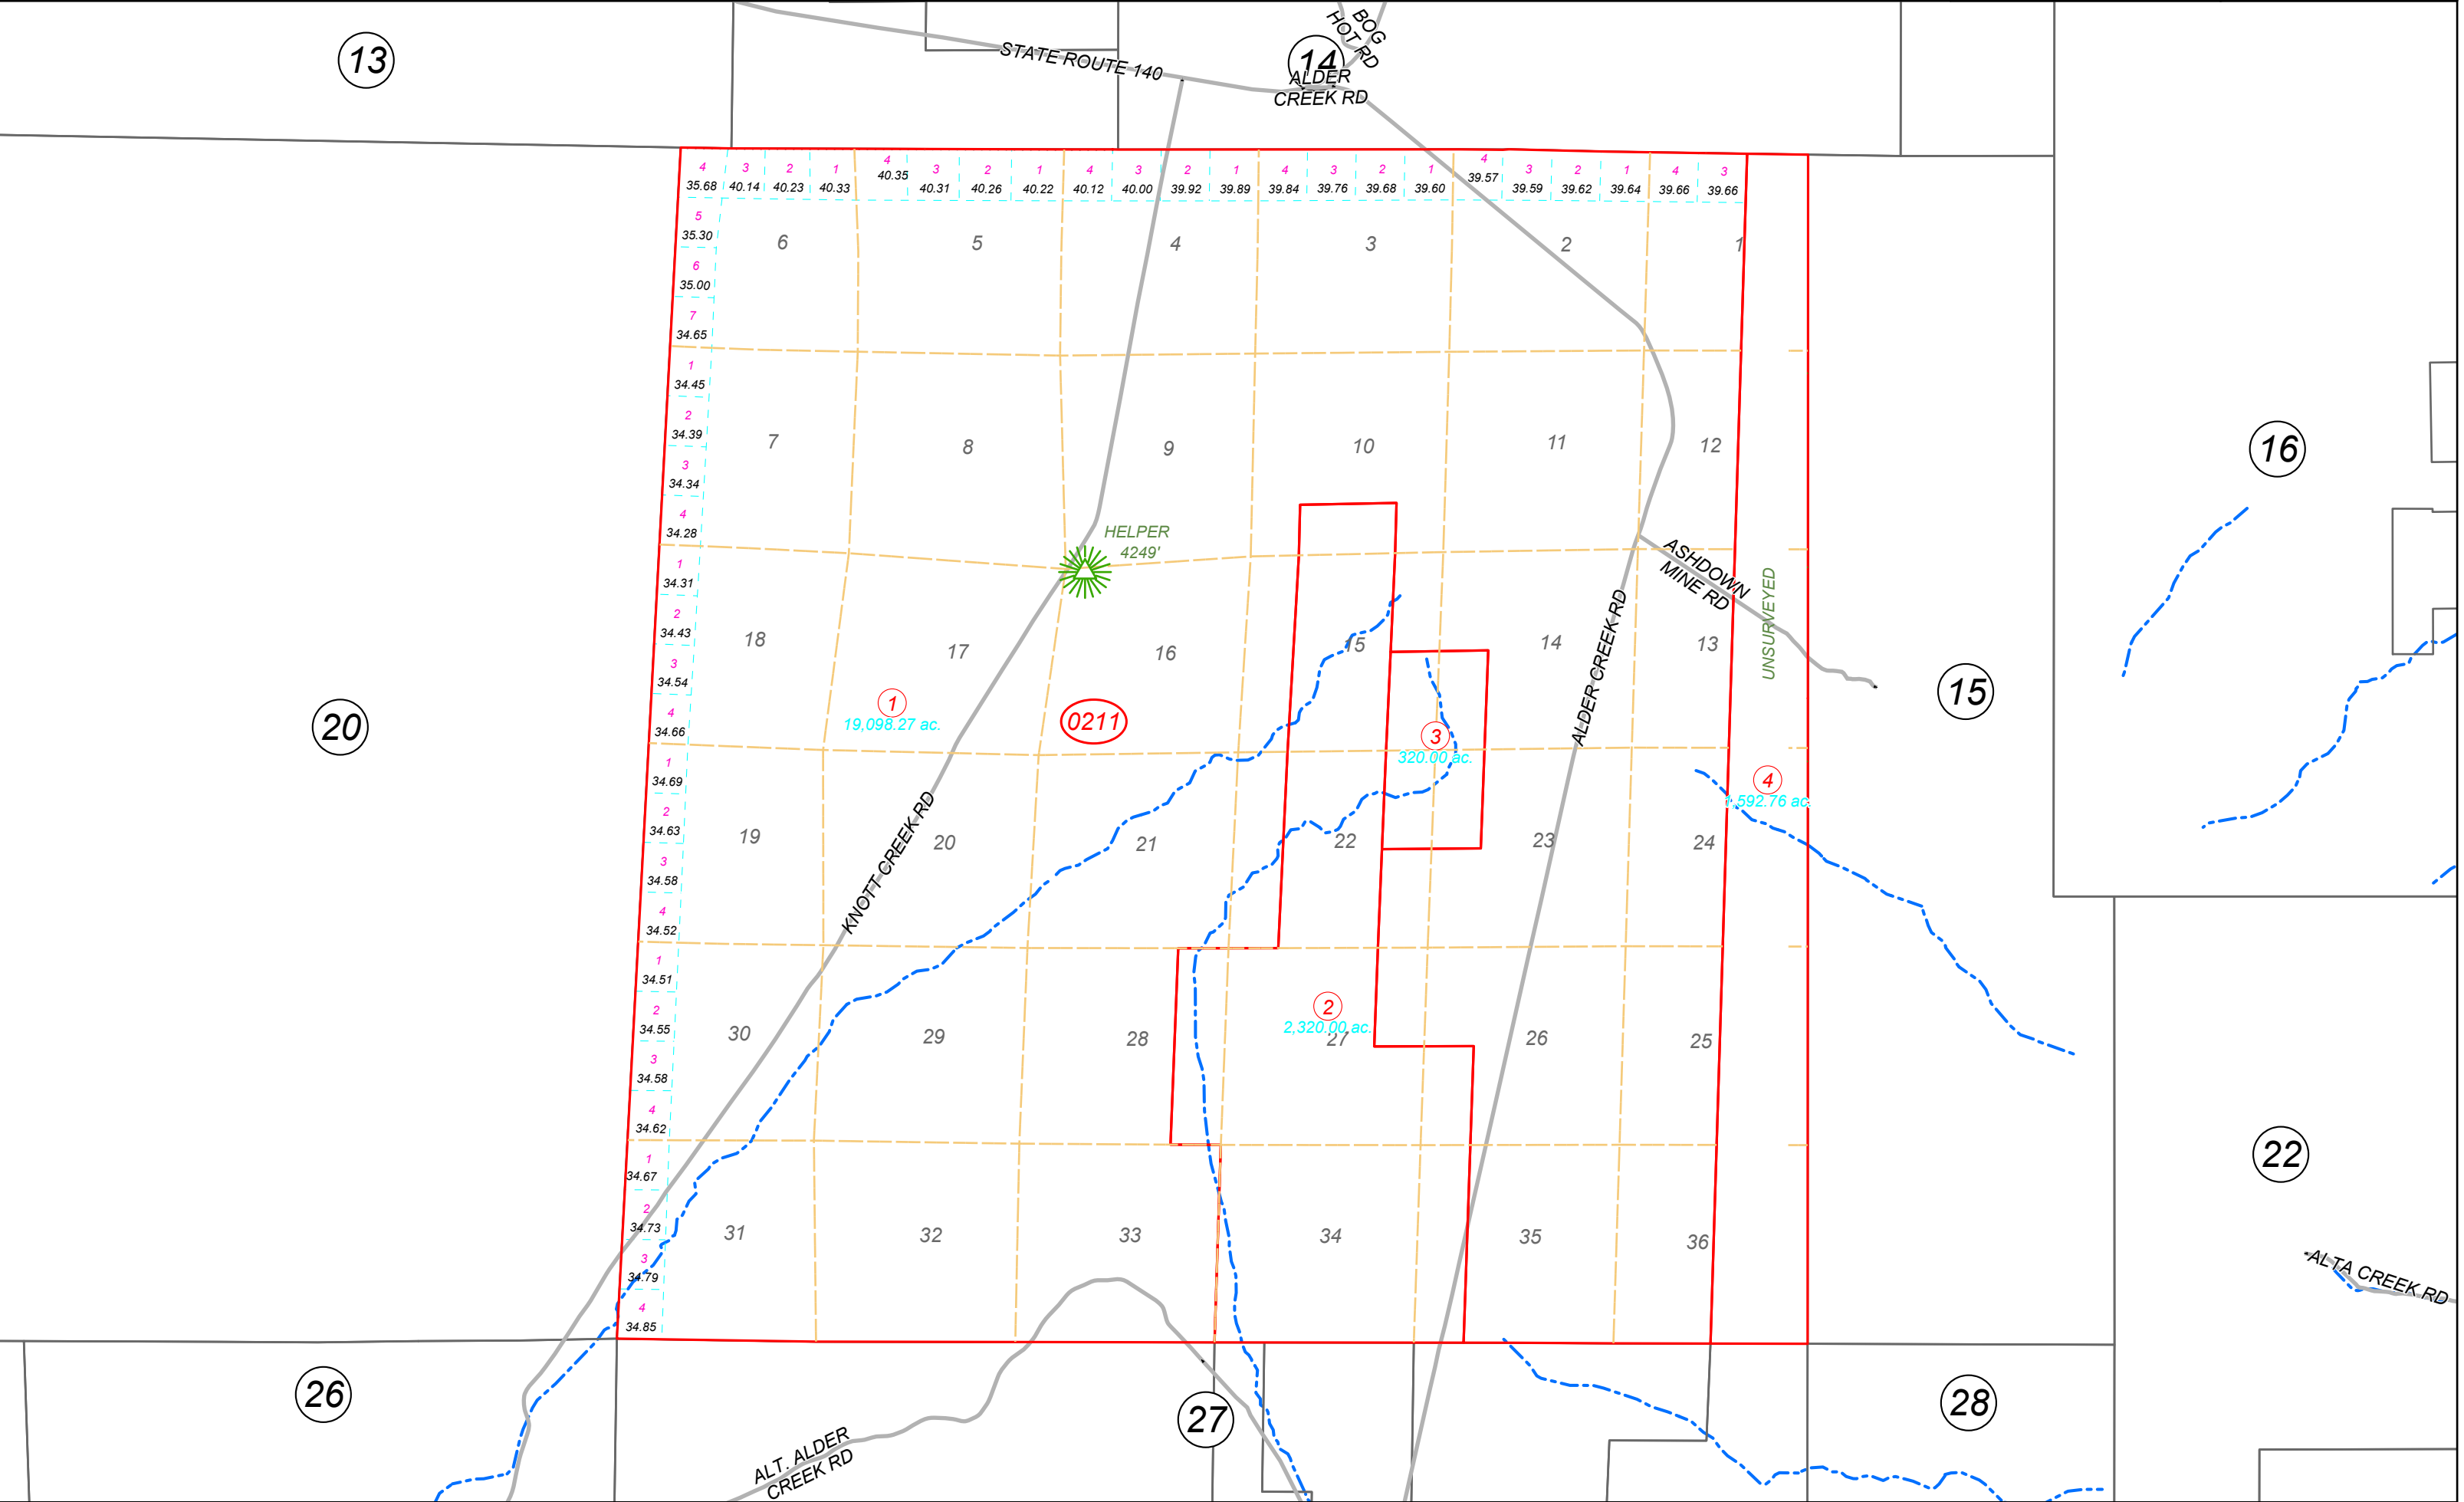 13
STATE ROUTE 140
BOG
HOT RD
14
ALDER
CREEK RD
4 3 2 1 4 3 2 1 4 3 2 1 4 3 2 1 4 3 2 1 4 3
35.68 40.14 40.23 40.33 40.35 40.31 40.26 40.22 40.12 40.00 39.92 39.89 39.84 39.76 39.68 39.60 39.57 39.59 39.62 39.64 39.66 39.66
5
35.30
6 5 4 3 2 1
6
35.00
7
34.65
1
34.45
2
34.39
7 8 9 10 11 12
16
3
34.34
4
34.28
HELPER
4249'
ASHDOWN
MINE RD
1
34.31
UNSURVEYED
2
34.43
18 17 16 15 14 13
ALDER CREEK RD
3
34.54
15
1
19,098.27 ac.
0211
20
4
34.66
3
320.00 ac.
1
34.69
4
1,592.76 ac.
2
34.63
KNOTT CREEK RD
19 20 21 22 23 24
3
34.58
4
34.52
1
34.51
2
34.55
2
2,320.00 ac.
30 29 28 27 26 25
3
34.58
4
34.62
22
1
34.67
2
34.73
31 32 33 34 35 36
3
34.79
ALTA CREEK RD
4
34.85
26
27
28
ALT. ALDER
CREEK RD